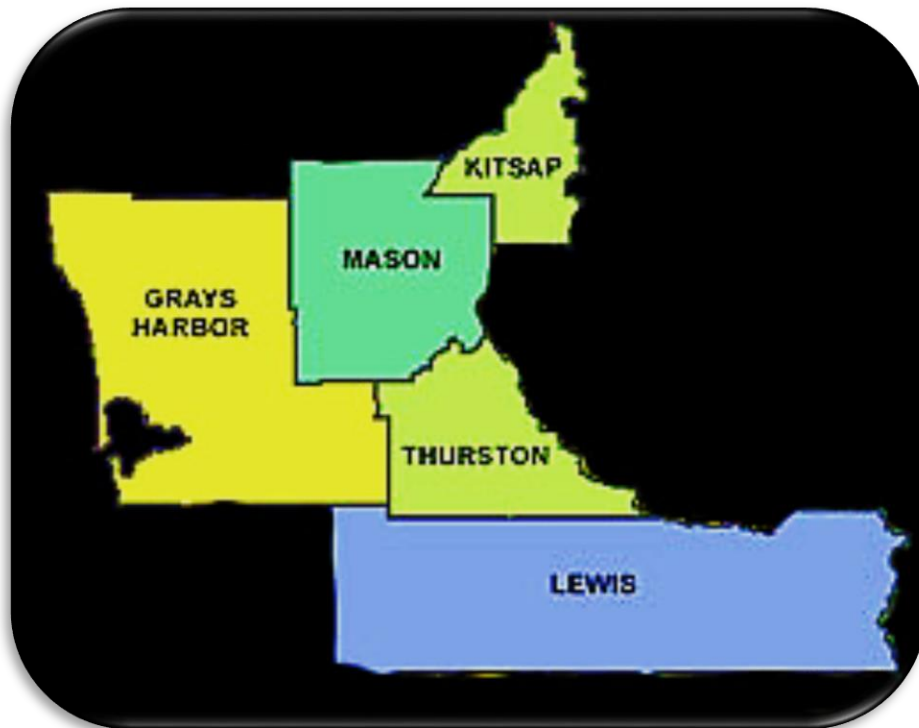 KITSAP
MASON
GRAYS
HARBOR
THURSTON
LEWIS